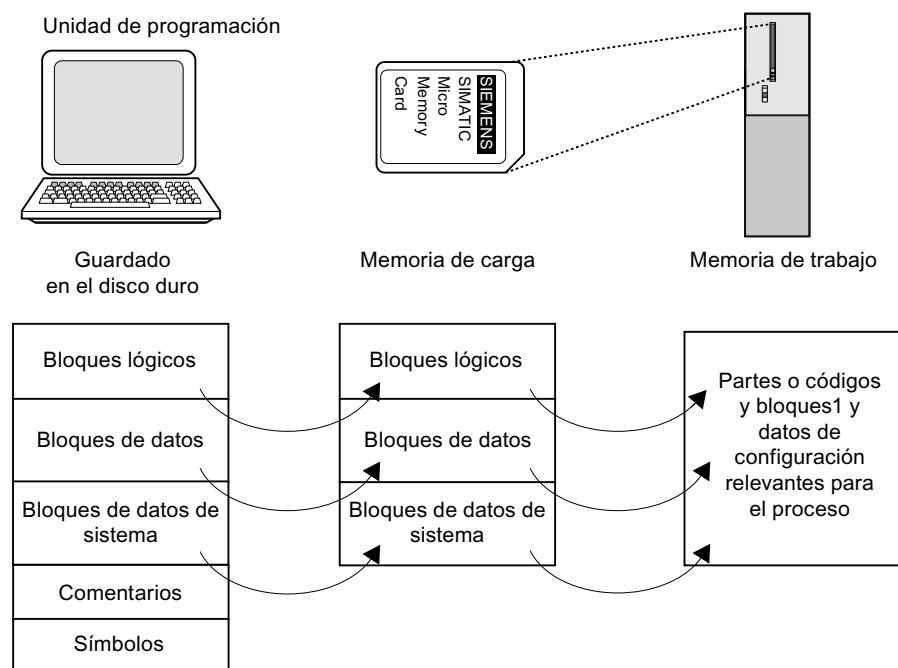 Unidad de programación
SIEMENS
SIMATIC
Micro
Memory
Card
Guardado
en el disco duro
Memoria de carga
Memoria de trabajo
Bloques lógicos
Bloques de datos
Bloques de datos de
sistema
Comentarios
Símbolos
Bloques lógicos
Bloques de datos
Bloques de datos de
sistema
Partes o códigos
y bloques1 y
datos de
configuración
relevantes para
el proceso